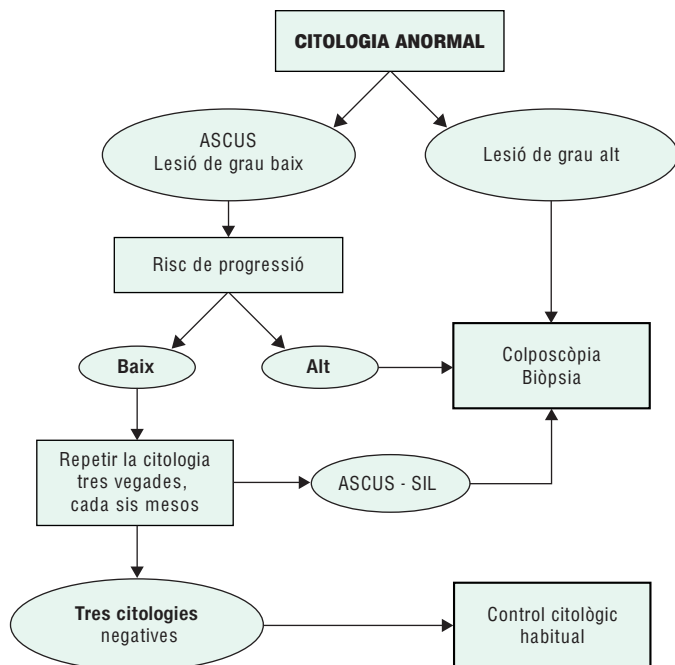 CITOLOGIA ANORMAL
ASCUS
Lesió de grau baix
Lesió de grau alt
Risc de progressió
Baix
Alt
Colposcòpia
Biòpsia
Repetir la citologia
tres vegades,
cada sis mesos
ASCUS - SIL
Tres citologies
negatives
Control citològic
habitual